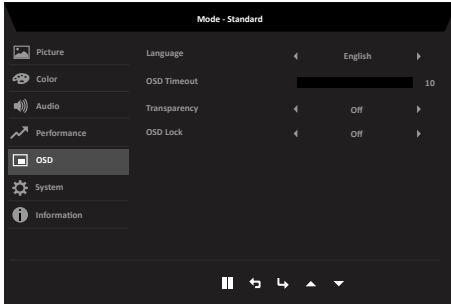 Mode - Standard
Picture
Color
Audio
Performance
OSD
System
Information
Language English
OSD Timeout 10
Transparency Off
OSD Lock Off